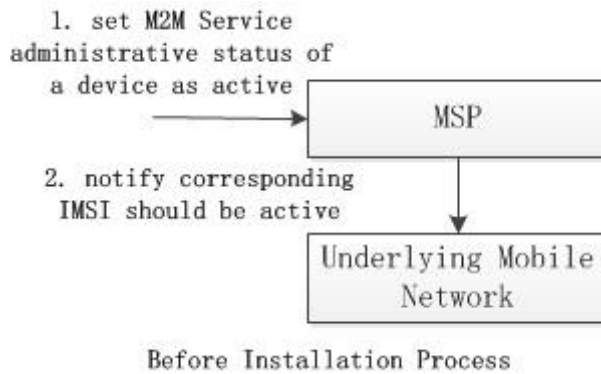 1. set M2M Service
administrative status of
a device as active
MSP
2. notify corresponding
IMSI should be active
Underlying Mobile
Network
Before Installation Process